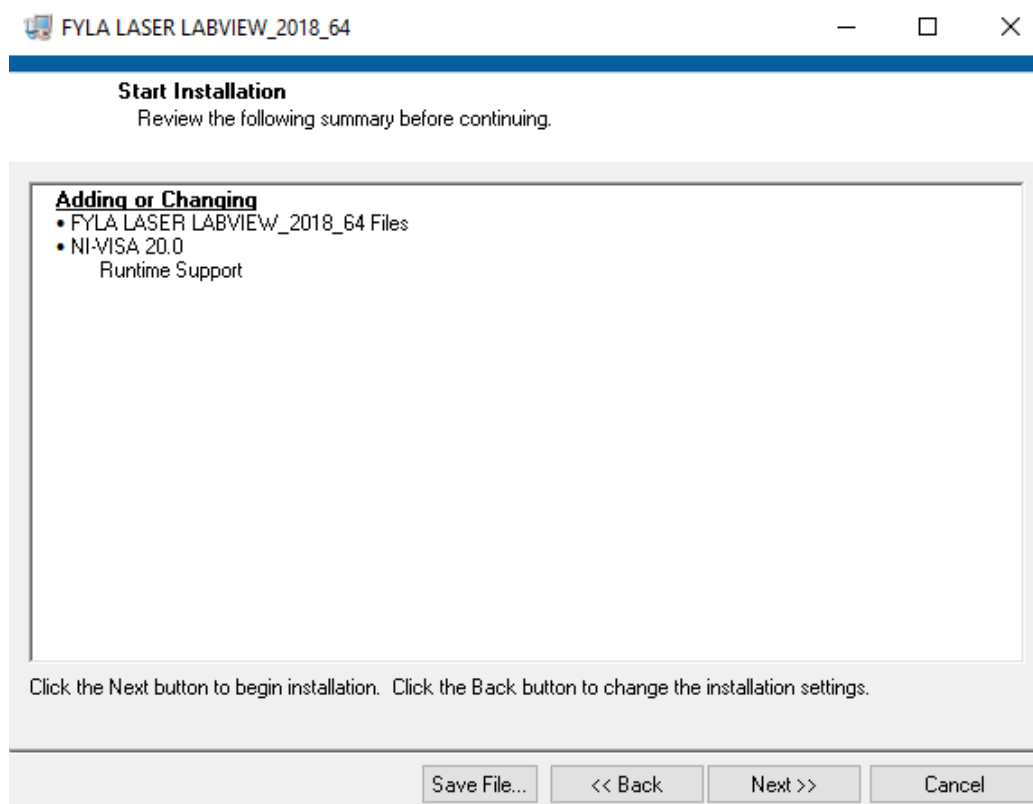 FYLA LASER LABVIEW_2018_64
Start Installation
Review the following summary before continuing.
Adding or Changing
• FYLA LASER LABVIEW_2018_64 Files
• NI-VISA 20.0
Runtime Support
Click the Next button to begin installation. Click the Back button to change the installation settings.
Save File... << Back Next >> Cancel